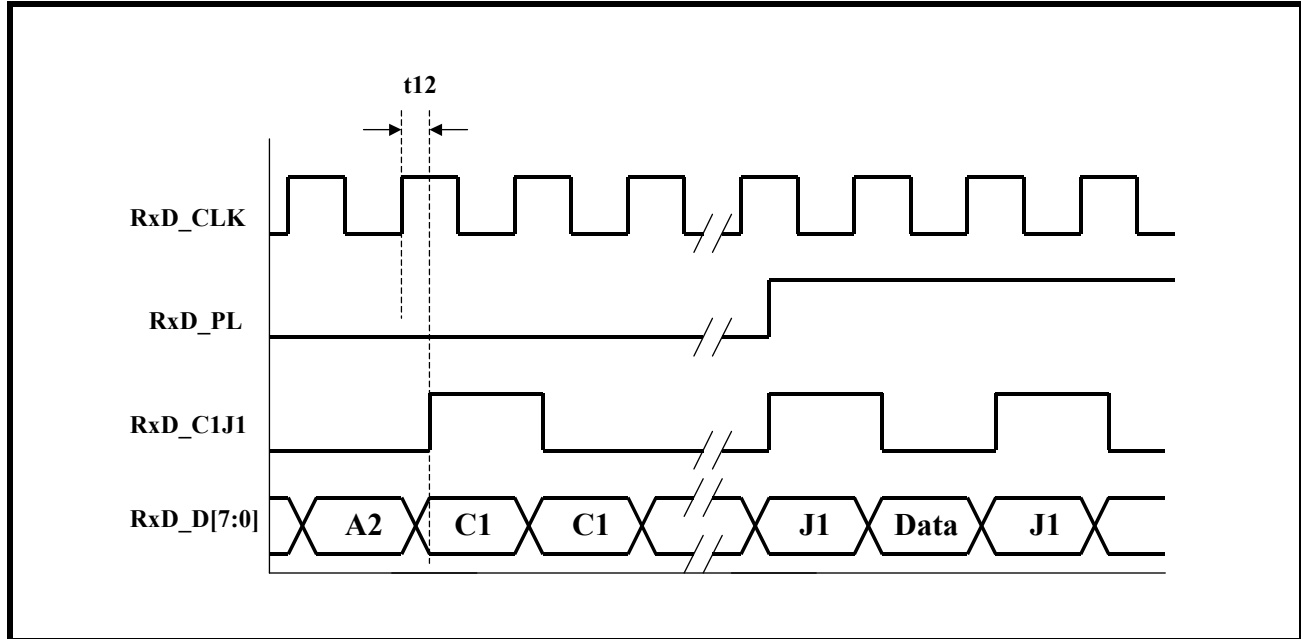 t12
RxD_CLK
RxD_PL
RxD_C1J1
RxD_D[7:0] A2 C1 C1 J1 Data J1